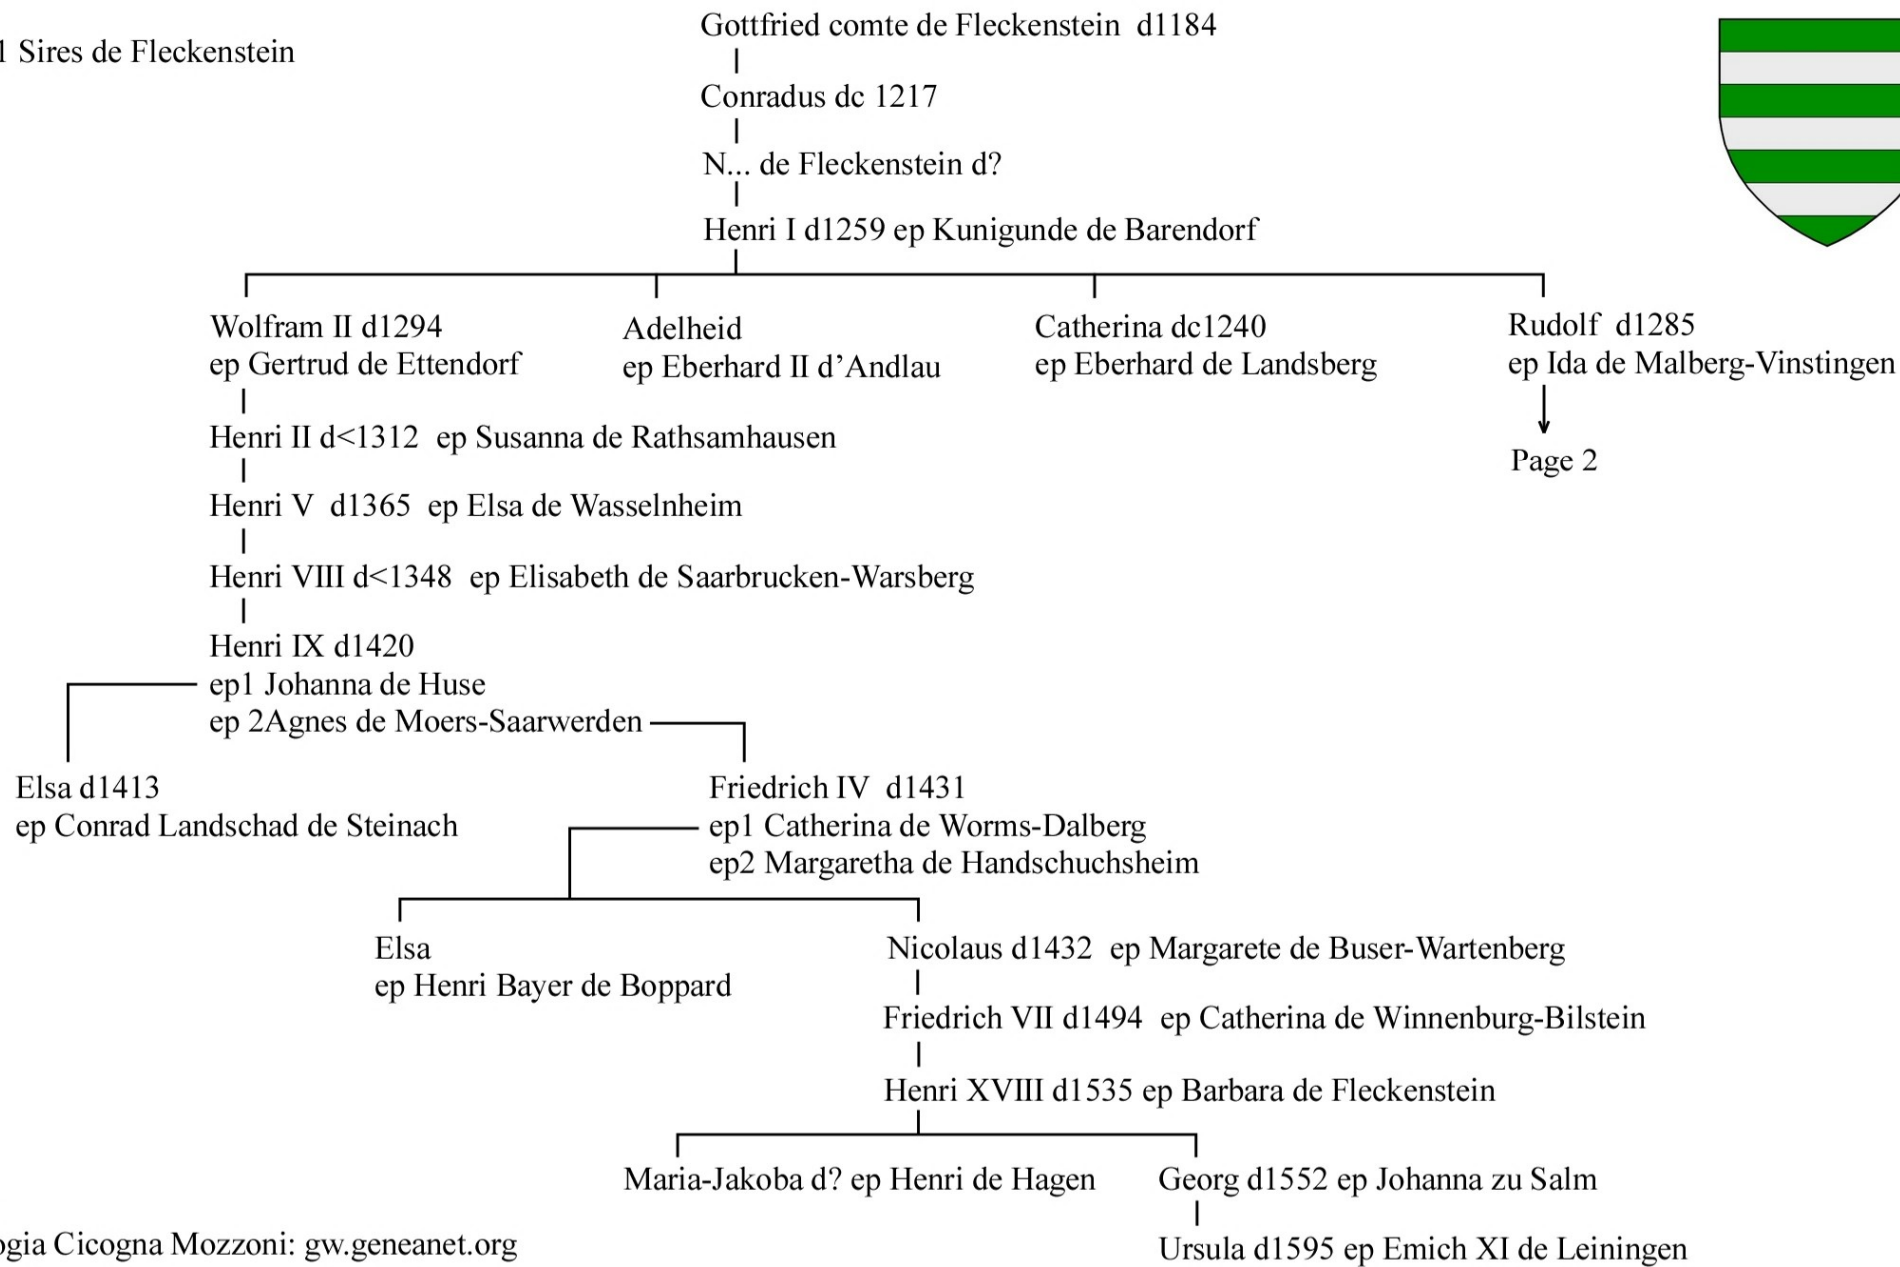 1 Sires de Fleckenstein
Gottfried comte de Fleckenstein d1184
Conradus dc 1217
N... de Fleckenstein d?
Henri I d1259 ep Kunigunde de Barendorf
Wolfram II d1294
ep Gertrud de Ettendorf
Adelheid
ep Eberhard II d'Andlau
Catherina dc1240
ep Eberhard de Landsberg
Rudolf d1285
ep Ida de Malberg-Vinstingen
Page 2
Henri II d<1312 ep Susanna de Rathsamhausen
Henri V d1365 ep Elsa de Wasselnheim
Henri VIII d<1348 ep Elisabeth de Saarbrucken-Warsberg
Henri IX d1420
ep1 Johanna de Huse
ep 2Agnes de Moers-Saarwerden
Elsa d1413
ep Conrad Landschad de Steinach
Friedrich IV d1431
ep1 Catherina de Worms-Dalberg
ep2 Margaretha de Handschuchsheim
Elsa
ep Henri Bayer de Boppard
Nicolaus d1432 ep Margarete de Buser-Wartenberg
Friedrich VII d1494 ep Catherina de Winnenburg-Bilstein
Henri XVIII d1535 ep Barbara de Fleckenstein
Maria-Jakoba d? ep Henri de Hagen
Georg d1552 ep Johanna zu Salm
Ursula d1595 ep Emich XI de Leiningen
ogia Cicogna Mozzoni: gw.geneanet.org